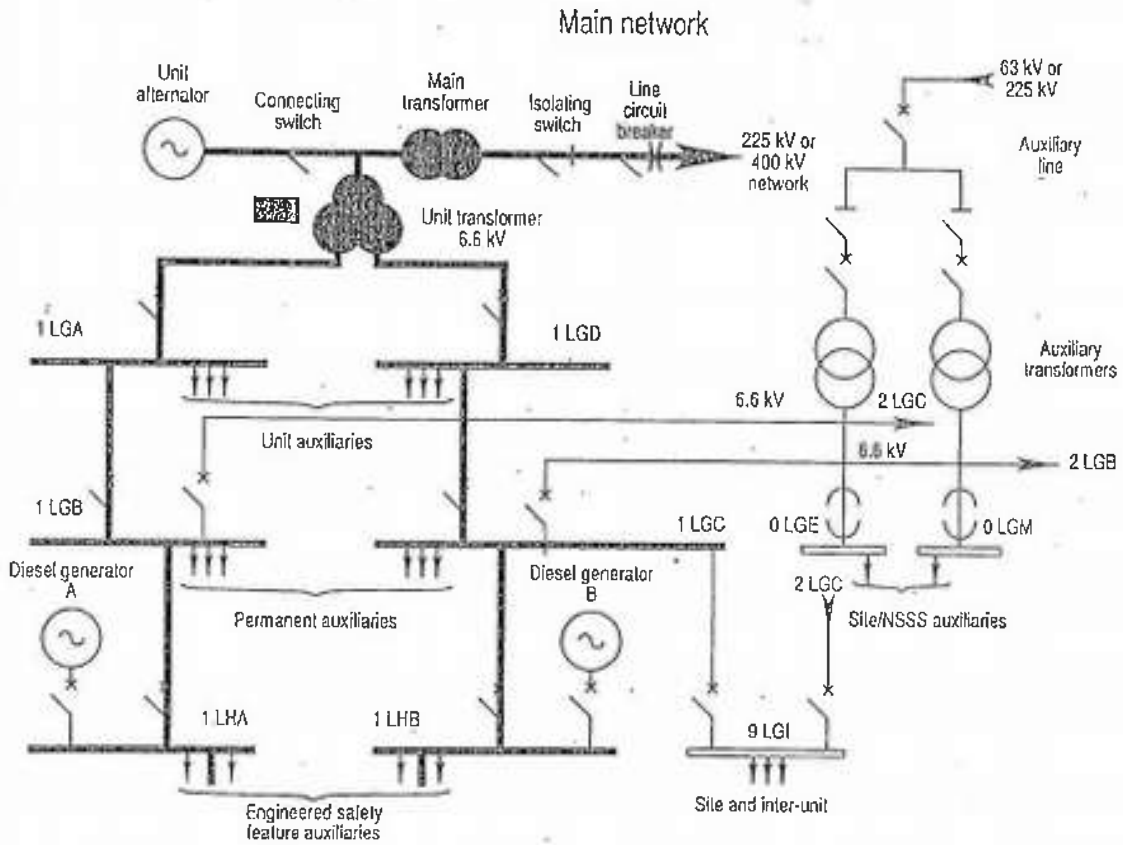 Main network
Unit
alternator
Connecting
switch
Main
transformer
Isolating
switch
Line
circuit
breaker
225 kV or
400 kV
network
63 kV or
225 kV
Auxiliary
line
Unit transformer
6.6 kV
1 LGA
1 LGD
Auxiliary
transformers
6.6 kV
2 LGC
Unit auxiliaries
6.6 kV
2 LGB
1 LGB
1 LGC
0 LGE
0 LGM
Diesel generator
A
Permanent auxiliaries
Diesel generator
B
2 LGC
Site/NSSS auxiliaries
1 LHA
1 LHB
9 LGI
Engineered safety
feature auxiliaries
Site and inter-unit